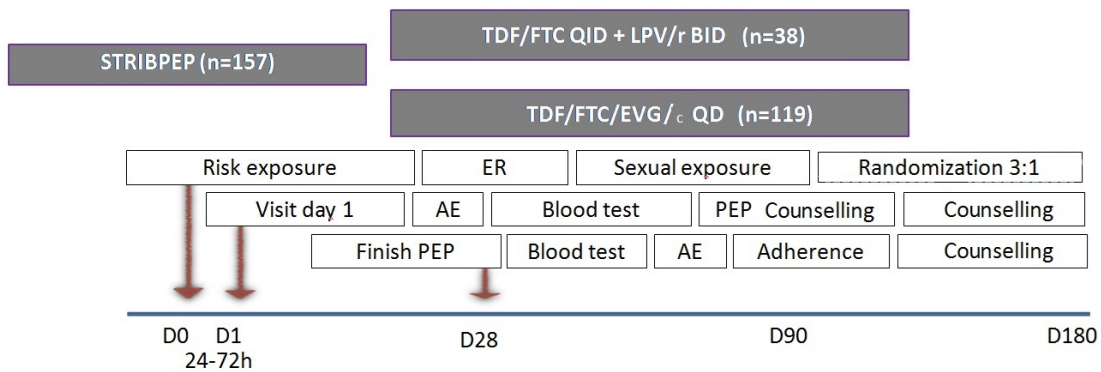 TDF/FTC QID + LPV/r BID (n=38)
STRIBPEP (n=157)
TDF/FTC/EVG/c QD (n=119)
Risk exposure ER Sexual exposure Randomization 3:1
Visit day 1 AE Blood test PEP Counselling Counselling
Finish PEP Blood test AE Adherence Counselling
D0 D1 D28 D90 D180
24-72h